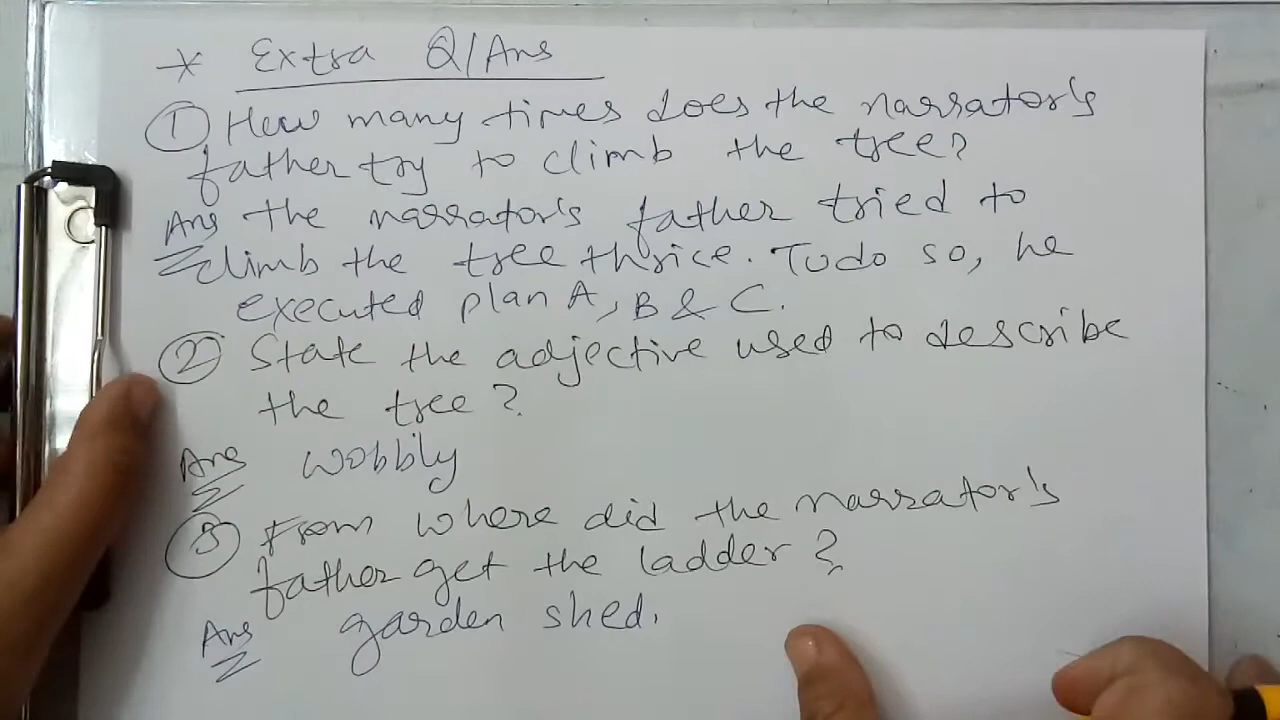 * Extra Q/Ans
① How many times does the narrator's
father try to climb the tree?
Ans The narrator's father tried to
climb the tree thrice. To do so, he
executed plan A, B & C.
② State the adjective used to describe
the tree?
Ans wobbly
③ From where did the narrator's
father get the ladder?
Ans garden shed.